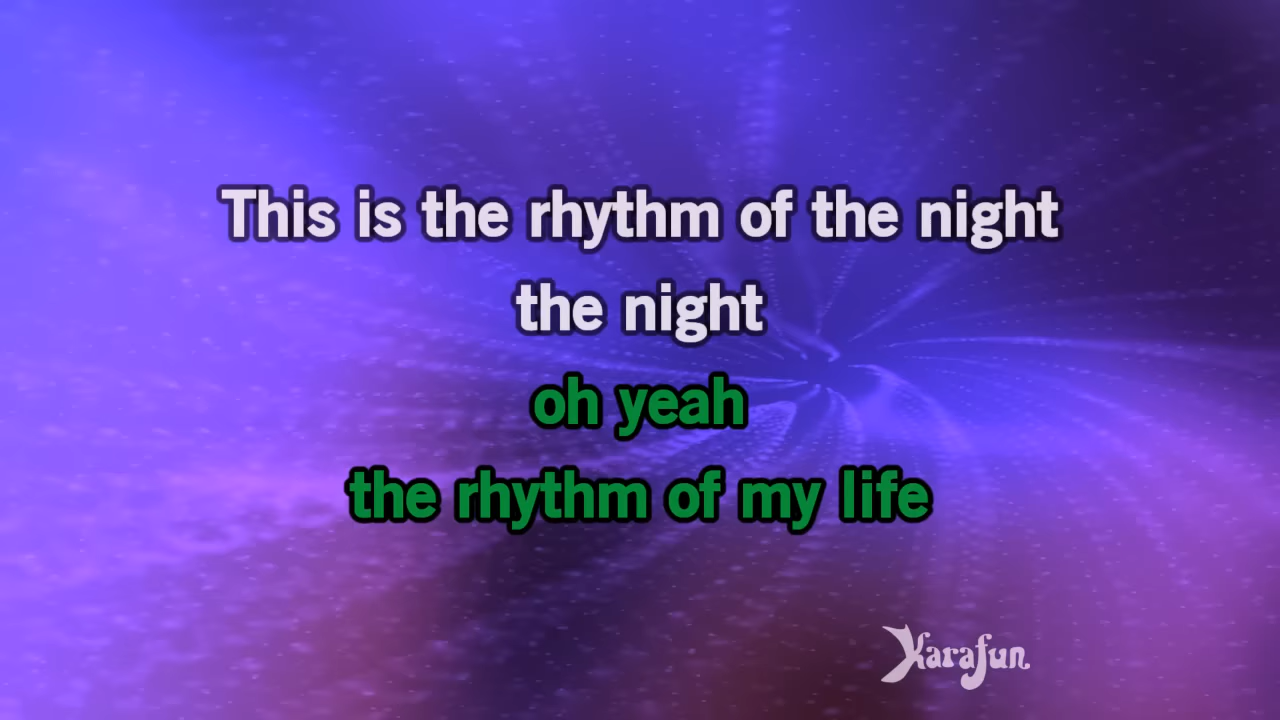 This is the rhythm of the night
the night
oh yeah
the rhythm of my life
Karafun